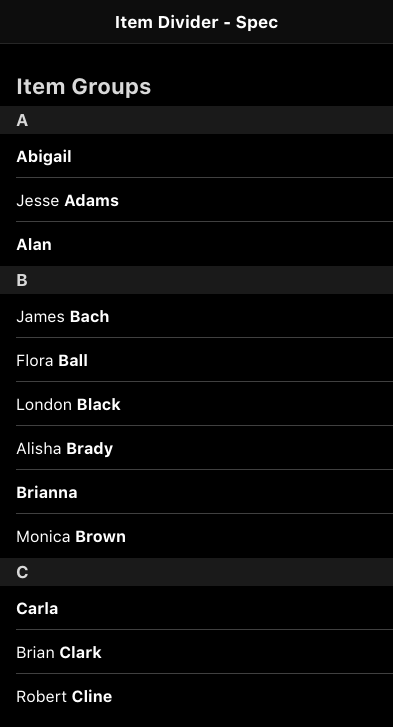 Item Divider - Spec
Item Groups
A
Abigail
Jesse Adams
Alan
B
James Bach
Flora Ball
London Black
Alisha Brady
Brianna
Monica Brown
C
Carla
Brian Clark
Robert Cline